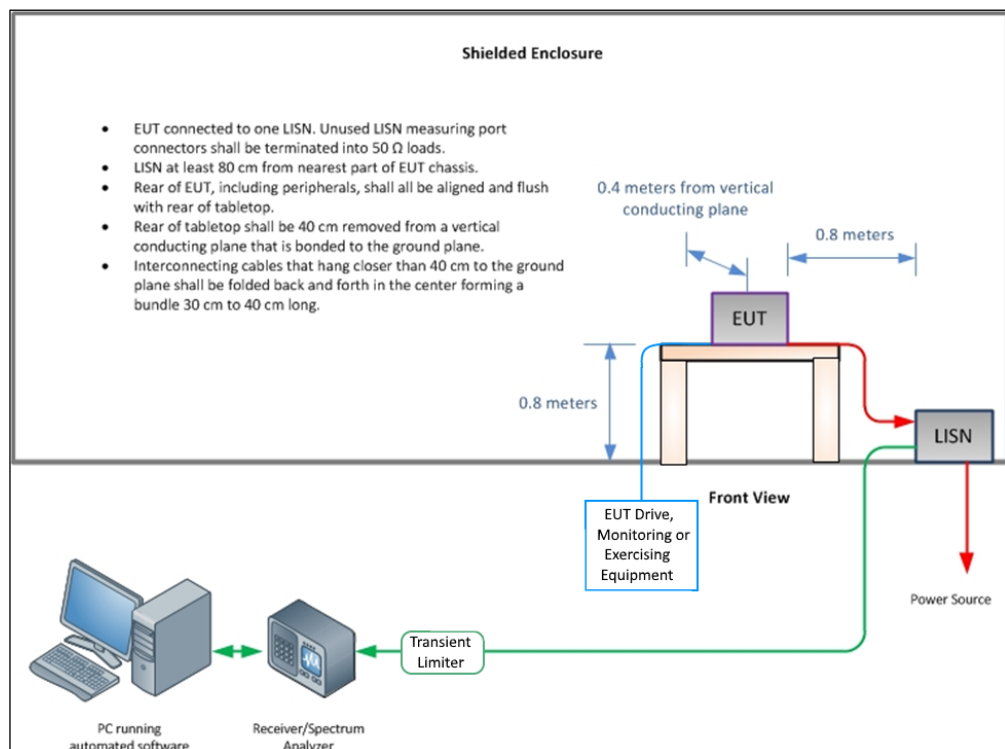 Shielded Enclosure
• EUT connected to one LISN. Unused LISN measuring port
connectors shall be terminated into 50 Ω loads.
• LISN at least 80 cm from nearest part of EUT chassis.
• Rear of EUT, including peripherals, shall all be aligned and flush
with rear of tabletop.
• Rear of tabletop shall be 40 cm removed from a vertical
conducting plane that is bonded to the ground plane.
• Interconnecting cables that hang closer than 40 cm to the ground
plane shall be folded back and forth in the center forming a
bundle 30 cm to 40 cm long.
0.4 meters from vertical
conducting plane
0.8 meters
EUT
0.8 meters
LISN
Front View
EUT Drive,
Monitoring or
Exercising
Equipment
Power Source
Transient
Limiter
PC running
automated software
Receiver/Spectrum
Analyzer